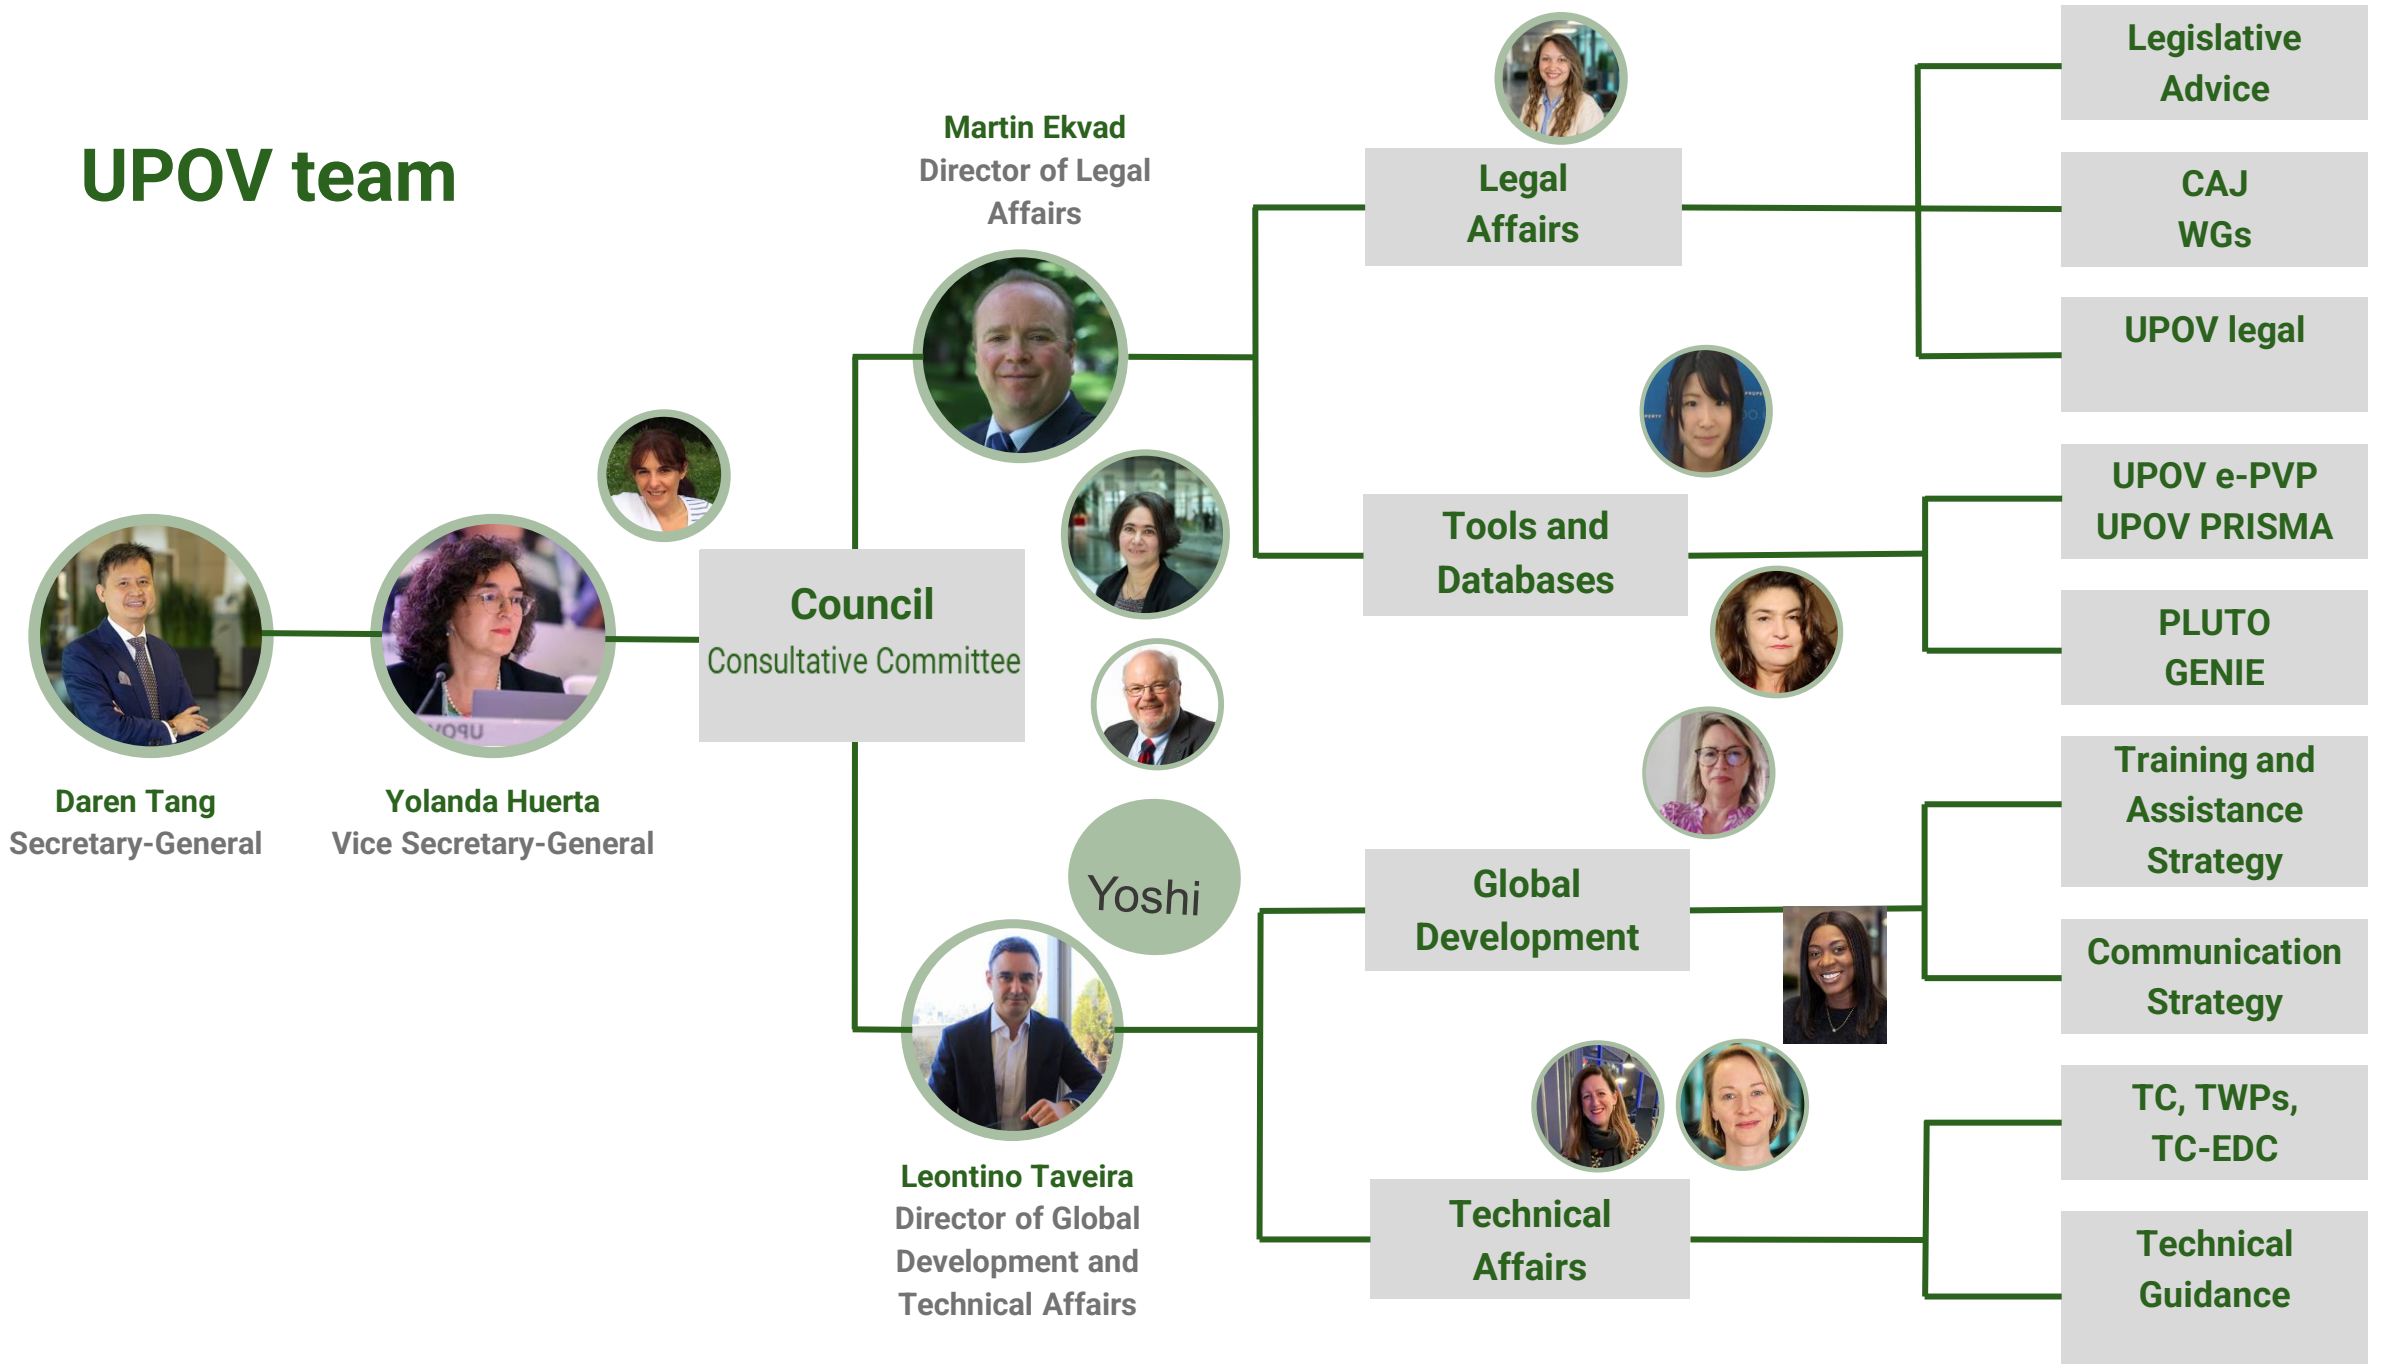 UPOV team
Daren Tang
Secretary-General
Yolanda Huerta
Vice Secretary-General
UPOV
Council
Consultative Committee
Martin Ekvad
Director of Legal
Affairs
Yoshi
Leontino Taveira
Director of Global
Development and
Technical Affairs
Legal
Affairs
Tools and
Databases
Global
Development
Technical
Affairs
Legislative
Advice
CAJ
WGs
UPOV legal
UPOV e-PVP
UPOV PRISMA
PLUTO
GENIE
Training and
Assistance
Strategy
Communication
Strategy
TC, TWPs,
TC-EDC
Technical
Guidance